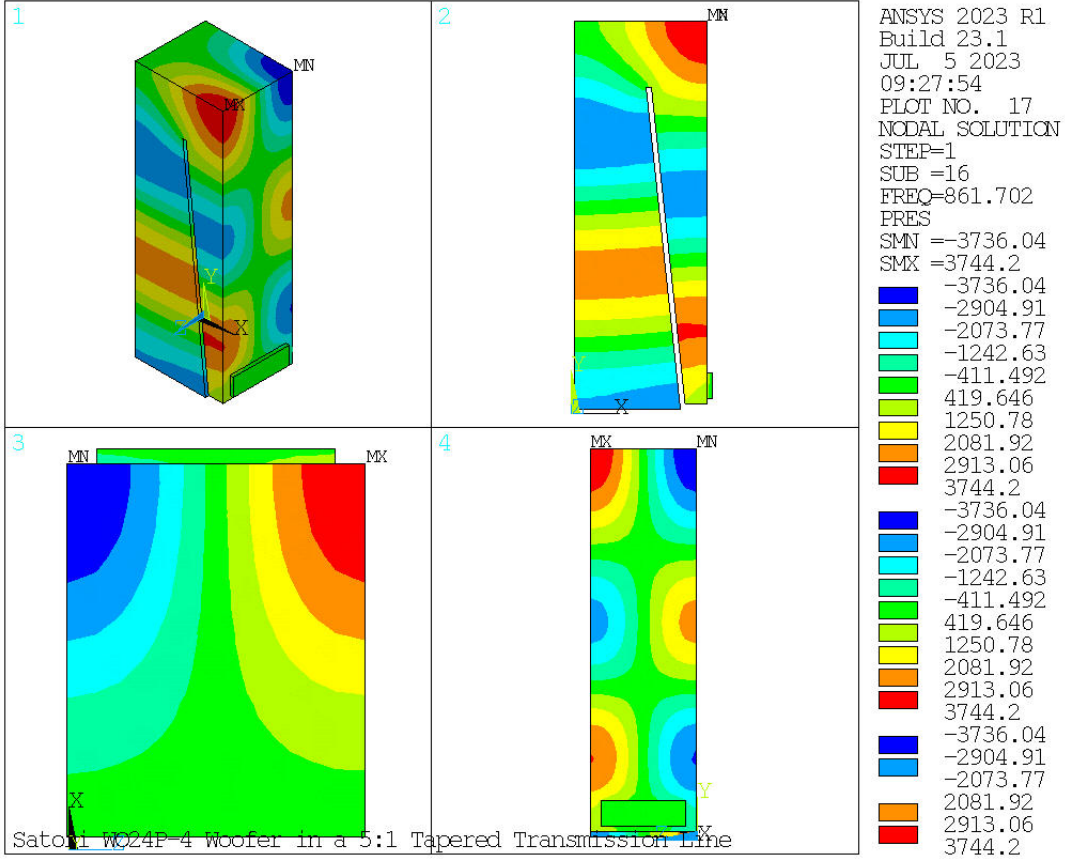 1
MN
MX
Y
Z
X
2
MN
Y
Z
X
3
MN
MX
X
4
MX
MN
Y
X
Satori Woofer in a 5:1 Tapered Transmission Line
ANSYS 2023 R1
Build 23.1
JUL 5 2023
09:27:54
PLOT NO. 17
NODAL SOLUTION
STEP=1
SUB =16
FREQ=861.702
PRES
SMN =-3736.04
SMX =3744.2
-3736.04
-2904.91
-2073.77
-1242.63
-411.492
419.646
1250.78
2081.92
2913.06
3744.2
-3736.04
-2904.91
-2073.77
-1242.63
-411.492
419.646
1250.78
2081.92
2913.06
3744.2
-3736.04
-2904.91
-2073.77
2081.92
2913.06
3744.2